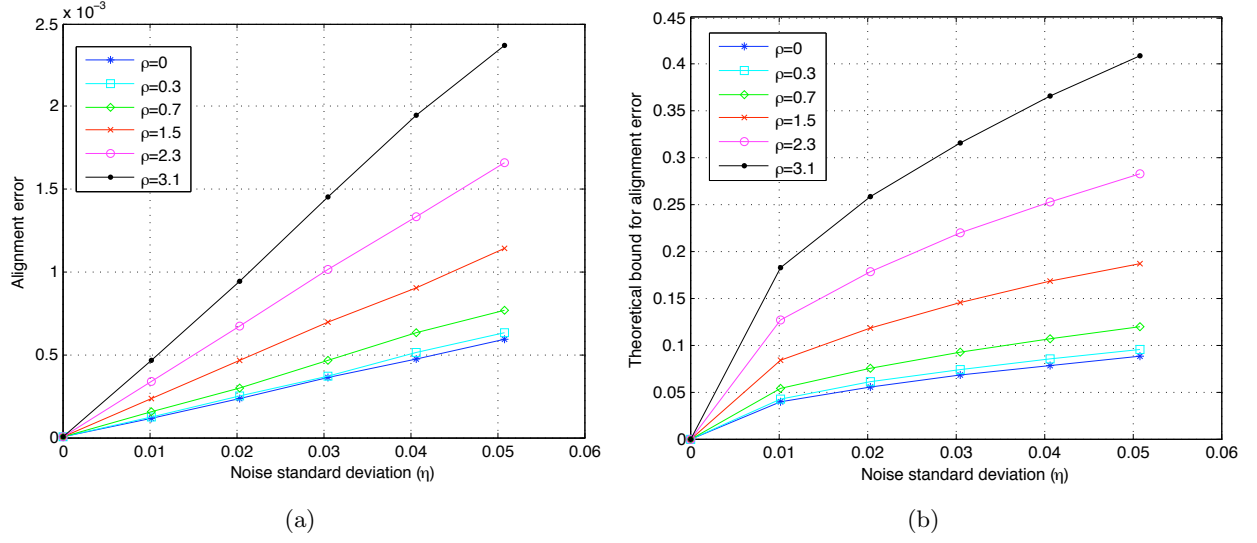 x 10⁻³
2.5
2
1.5
1
0.5
0
0
0.01
0.02
0.03
0.04
0.05
0.06
Alignment error
Noise standard deviation (η)
ρ=0
ρ=0.3
ρ=0.7
ρ=1.5
ρ=2.3
ρ=3.1
(a)
0.45
0.4
0.35
0.3
0.25
0.2
0.15
0.1
0.05
0
0
0.01
0.02
0.03
0.04
0.05
0.06
Theoretical bound for alignment error
Noise standard deviation (η)
ρ=0
ρ=0.3
ρ=0.7
ρ=1.5
ρ=2.3
ρ=3.1
(b)